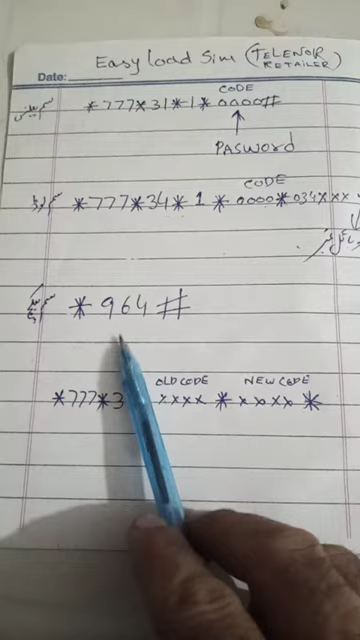 Easy Load Sim (TELENOR RETAILER)
Date:
CODE
*777*31*1*0000#
PASWORD
CODE
*777*34*1*0000*034xxxx
*964#
OLD CODE NEW CODE
*777*3 xxxx * xxxx *